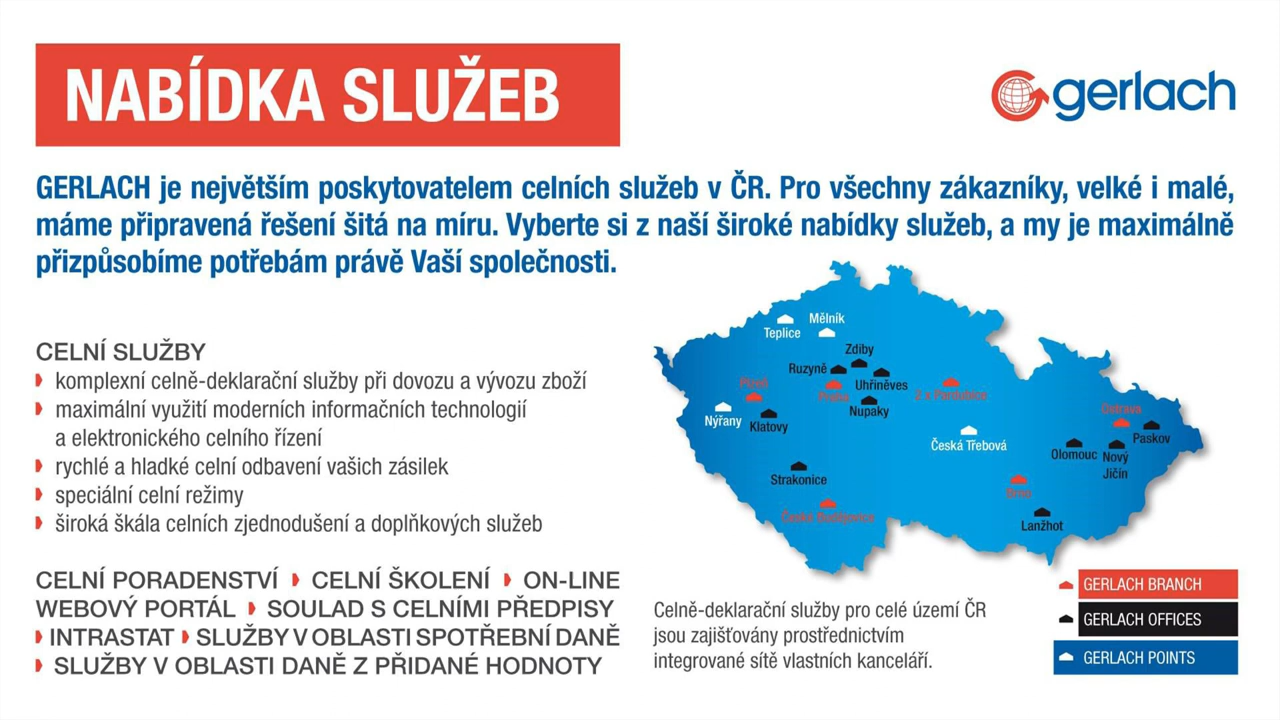 NABÍDKA SLUŽEB
gerlach
GERLACH je největším poskytovatelem celních služeb v ČR. Pro všechny zákazníky, velké i malé,
máme připravená řešení šitá na míru. Vyberte si z naší široké nabídky služeb, a my je maximálně
přizpůsobíme potřebám právě Vaší společnosti.
CELNÍ SLUŽBY
komplexní celně-deklarační služby při dovozu a vývozu zboží
maximální využití moderních informačních technologií
a elektronického celního řízení
rychlé a hladké celní odbavení vašich zásilek
speciální celní režimy
široká škála celních zjednodušení a doplňkových služeb
CELNÍ PORADENSTVÍ CELNÍ ŠKOLENÍ ON-LINE
WEBOVÝ PORTÁL SOULAD S CELNÍMI PŘEDPISY
INTRASTAT SLUŽBY V OBLASTI SPOTŘEBNÍ DANĚ
SLUŽBY V OBLASTI DANĚ Z PŘIDANÉ HODNOTY
Mělník
Teplice
Zdiby
Ruzyně
Uhříněves
Plzeň
Praha
2 x Pardubice
Nupaky
Nýřany
Klatovy
Ostrava
Paskov
Česká Třebová
Olomouc
Nový
Jičín
Strakonice
Brno
České Budějovice
Lanžhot
Celně-deklarační služby pro celé území ČR
jsou zajišťovány prostřednictvím
integrované sítě vlastních kanceláří.
GERLACH BRANCH
GERLACH OFFICES
GERLACH POINTS